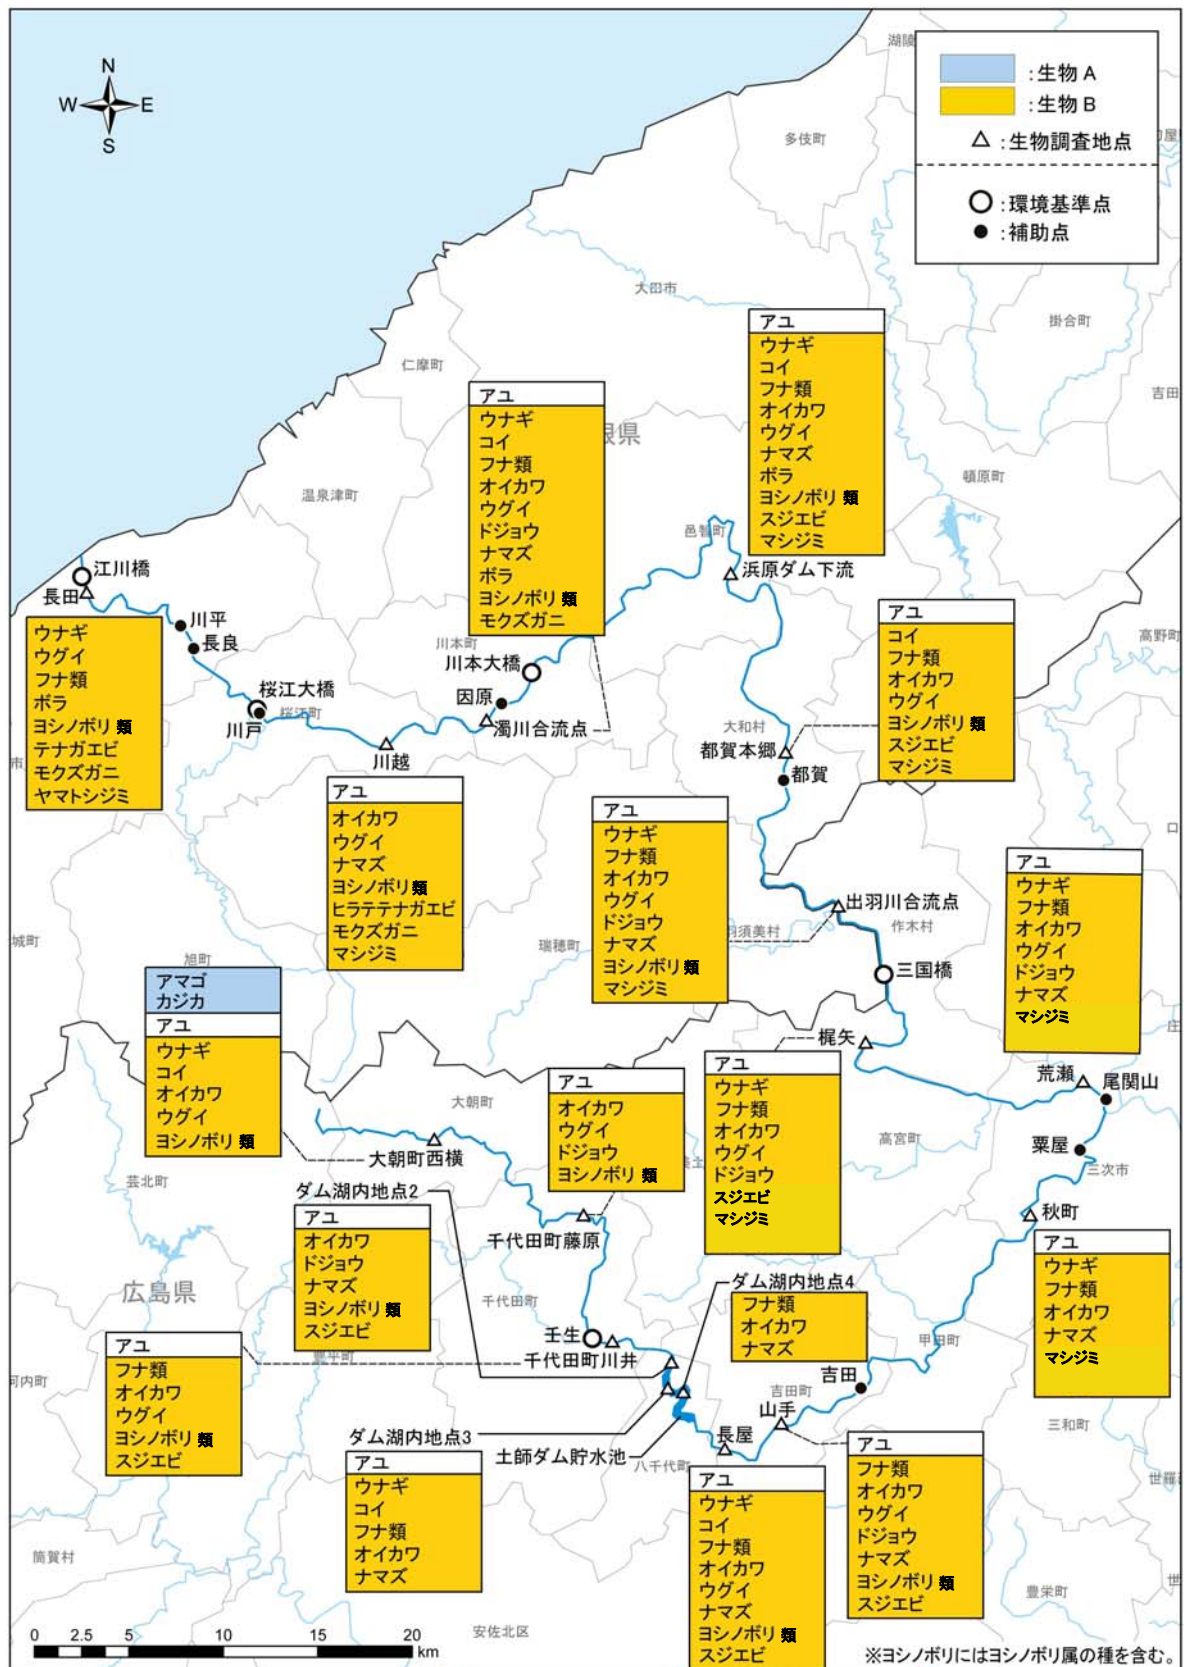 N
W E
S
：生物 A
：生物 B
△：生物調査地点
○：環境基準点
●：補助点
湖陵
多伎町
大田市
掛合町
仁摩町
吉田
根県
頓原町
温泉津町
邑智町
アユ
ウナギ
コイ
フナ類
オイカワ
ウグイ
ナマズ
ボラ
ヨシノボリ類
スジエビ
マシジミ
浜原ダム下流
アユ
ウナギ
コイ
フナ類
オイカワ
ウグイ
ドジョウ
ナマズ
ボラ
ヨシノボリ類
モクズガニ
江川橋
長田
川平
長良
ウナギ
ウグイ
フナ類
ボラ
ヨシノボリ類
テナガエビ
モクズガニ
ヤマトシジミ
桜江大橋
桜江町
川戸
川本町
川本大橋
因原
濁川合流点
川越
アユ
オイカワ
ウグイ
ナマズ
ヨシノボリ類
ヒラテテナガエビ
モクズガニ
マシジミ
高野町
アユ
コイ
フナ類
オイカワ
ウグイ
ヨシノボリ類
スジエビ
マシジミ
大和村
都賀本郷
都賀
アユ
ウナギ
フナ類
オイカワ
ウグイ
ドジョウ
ナマズ
ヨシノボリ類
マシジミ
出羽川合流点
羽須美村
作木村
三国橋
瑞穂町
旭町
城町
市
口
庄
アユ
ウナギ
フナ類
オイカワ
ウグイ
ドジョウ
ナマズ
マシジミ
荒瀬
尾関山
アマゴ
カジカ
アユ
ウナギ
コイ
オイカワ
ウグイ
ヨシノボリ類
大朝町
大朝町西横
芸北町
アユ
オイカワ
ウグイ
ドジョウ
ヨシノボリ類
千代田町藤原
梶矢
アユ
ウナギ
フナ類
オイカワ
ウグイ
ドジョウ
スジエビ
マシジミ
高宮町
粟屋
三次市
秋町
アユ
ウナギ
フナ類
オイカワ
ナマズ
マシジミ
ダム湖内地点2
アユ
オイカワ
ドジョウ
ナマズ
ヨシノボリ類
スジエビ
広島県
千代田町
壬生
千代田町川井
豊平町
アユ
フナ類
オイカワ
ウグイ
ヨシノボリ類
スジエビ
ダム湖内地点4
フナ類
オイカワ
ナマズ
甲田町
吉田
吉田町
山手
河内町
三和町
世羅
ダム湖内地点3
土師ダム貯水池
長屋
八千代町
アユ
ウナギ
コイ
フナ類
オイカワ
ナマズ
アユ
ウナギ
コイ
フナ類
オイカワ
ウグイ
ナマズ
ヨシノボリ類
スジエビ
アユ
フナ類
オイカワ
ウグイ
ドジョウ
ナマズ
ヨシノボリ類
スジエビ
筒賀村
豊栄町
世
安佐北区
0 2.5 5 10 15 20
km
※ヨシノボリにはヨシノボリ属の種を含む。